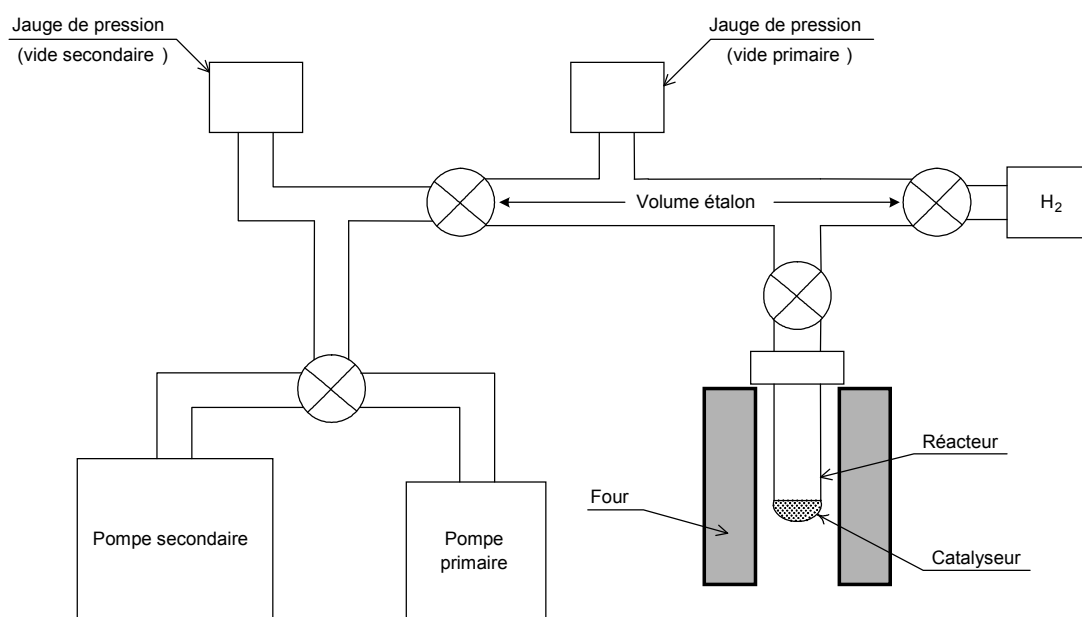 Jauge de pression
(vide secondaire )
Jauge de pression
(vide primaire )
Volume étalon
H2
Réacteur
Four
Catalyseur
Pompe secondaire
Pompe
primaire